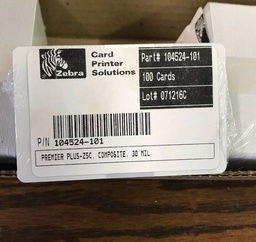 Zebra
Card
Printer
Solutions
Part# 104524-101
100 Cards
Lot# 071216C
P/N 104524-101
PREMIER PLUS-ZSC, COMPOSITE, 30 MIL